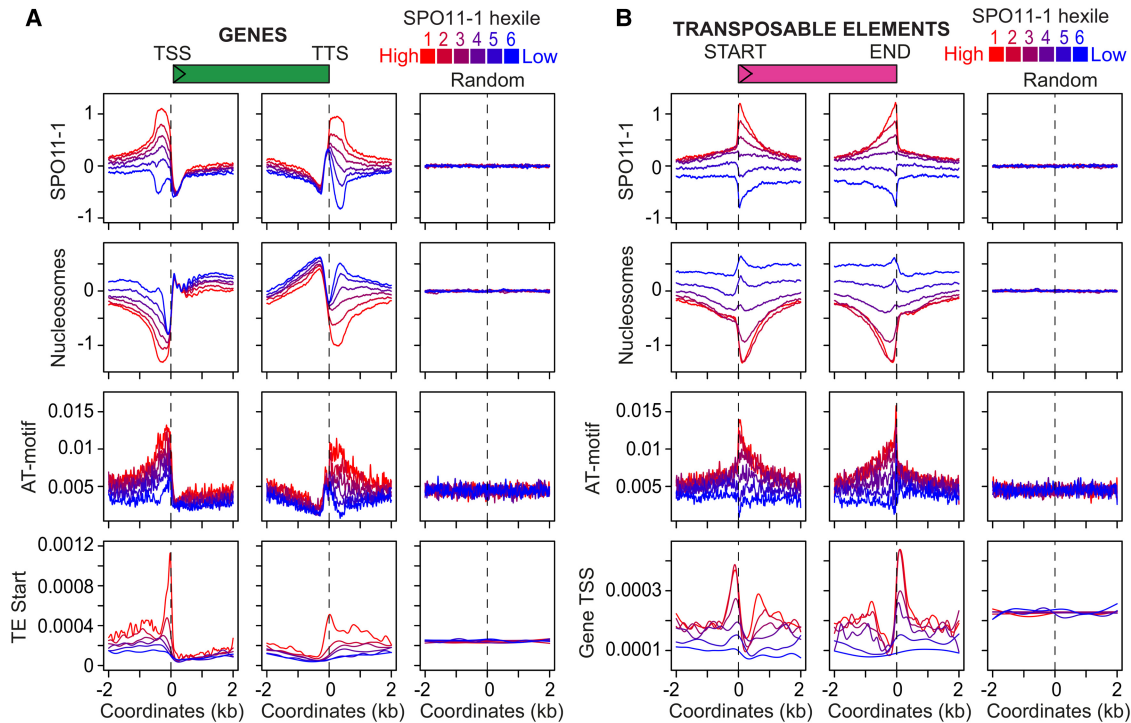 A
GENES
TSS
TTS
SPO11-1 hexile
1 2 3 4 5 6
High
Low
Random
SPO11-1
1
0
-1
Nucleosomes
0
-1
AT-motif
0.015
0.01
0.005
TE Start
0.0012
0.0008
0.0004
0
-2 0 2
-2 0 2
-2 0 2
Coordinates (kb)
Coordinates (kb)
Coordinates (kb)
B
TRANSPOSABLE ELEMENTS
START
END
SPO11-1 hexile
1 2 3 4 5 6
High
Low
Random
SPO11-1
1
0
-1
Nucleosomes
0
-1
AT-motif
0.015
0.01
0.005
Gene TSS
0.0003
0.0001
-2 0 2
-2 0 2
-2 0 2
Coordinates (kb)
Coordinates (kb)
Coordinates (kb)